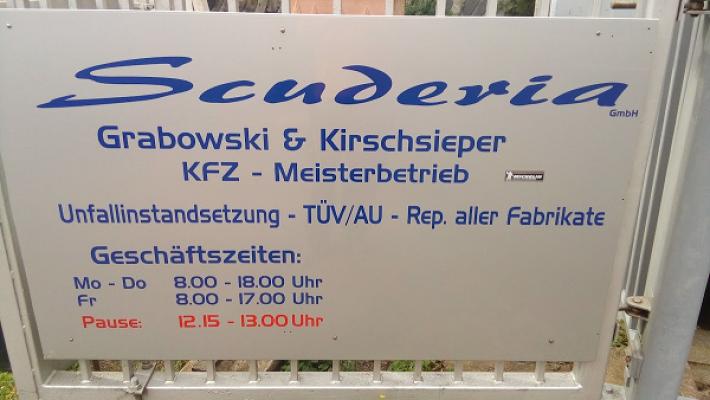 Scuderia
GmbH
Grabowski & Kirschsieper
KFZ - Meisterbetrieb
MICHELIN
Unfallinstandsetzung - TÜV/AU - Rep. aller Fabrikate
Geschäftszeiten:
Mo - Do 8.00 - 18.00 Uhr
Fr 8.00 - 17.00 Uhr
Pause: 12.15 - 13.00 Uhr